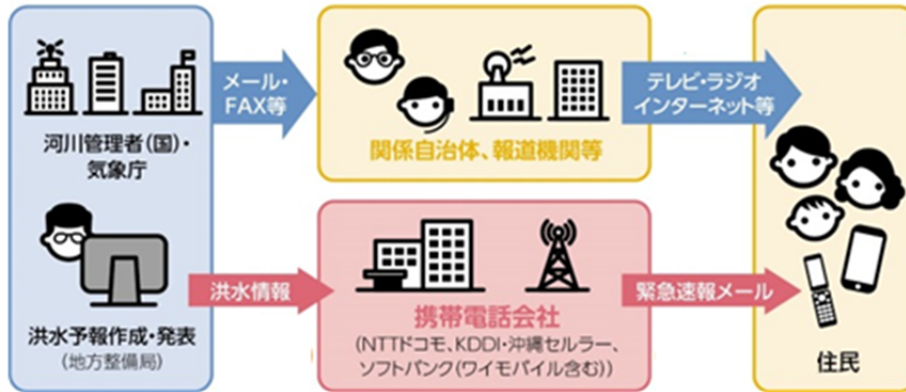 河川管理者(国)・
気象庁
洪水予報作成・発表
(地方整備局)
メール・
FAX等
関係自治体、報道機関等
テレビ・ラジオ
インターネット等
洪水情報
携帯電話会社
(NTTドコモ、KDDI・沖縄セルラー、
ソフトバンク(ワイモバイル含む))
緊急速報メール
住民